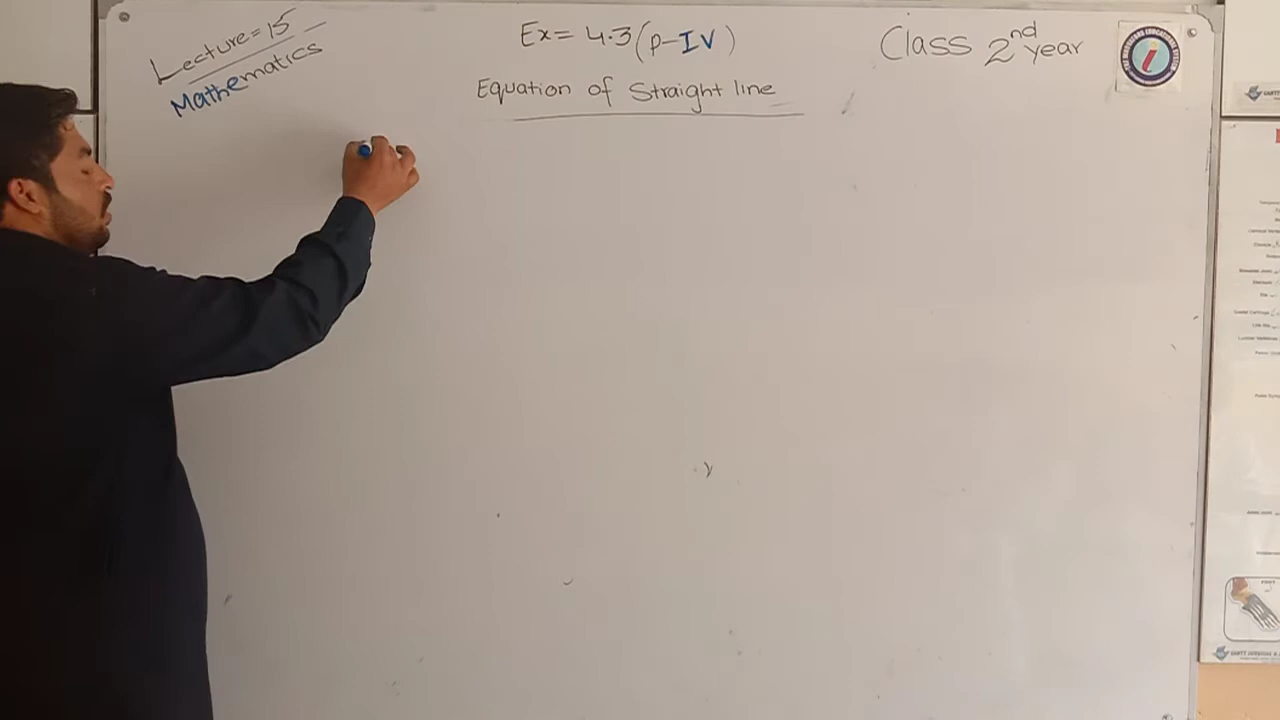 Lecture = 15
Mathematics
Ex = 4.3 (P-IV)
Equation of Straight line
Class 2nd year